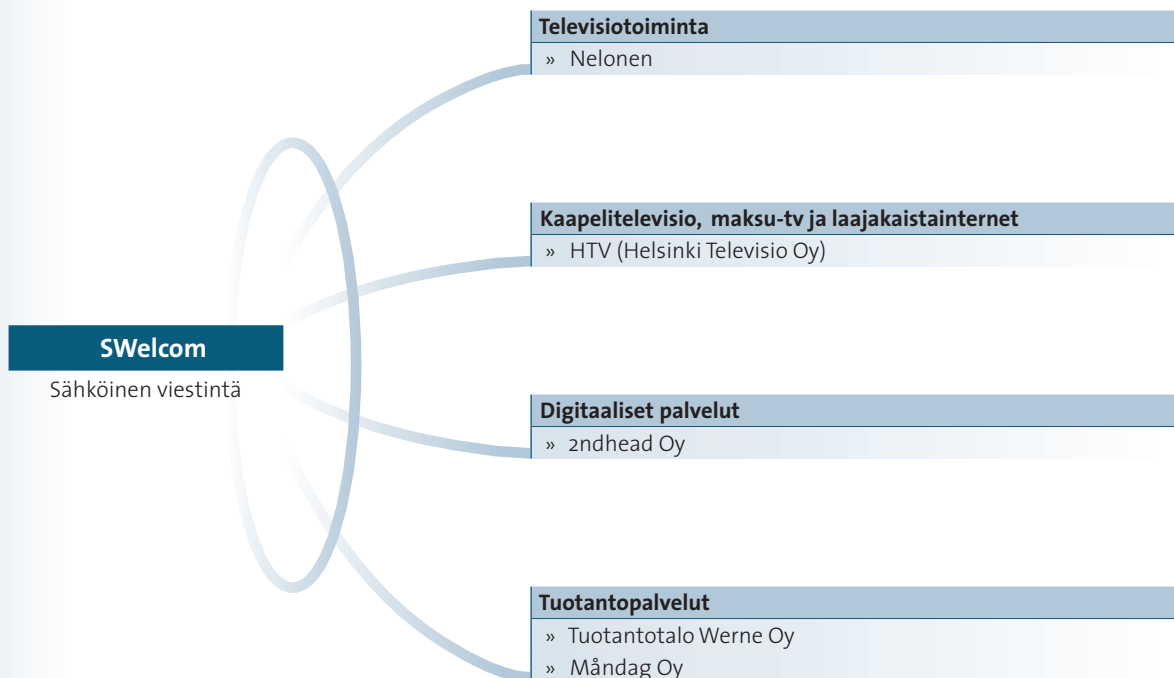 Televisiotoiminta
» Nelonen
Kaapelitelevisio, maksu-tv ja laajakaistainternet
» HTV (Helsinki Televisio Oy)
SWelcom
Sähköinen viestintä
Digitaaliset palvelut
» 2ndhead Oy
Tuotantopalvelut
» Tuotantotalo Werne Oy
» Måndag Oy